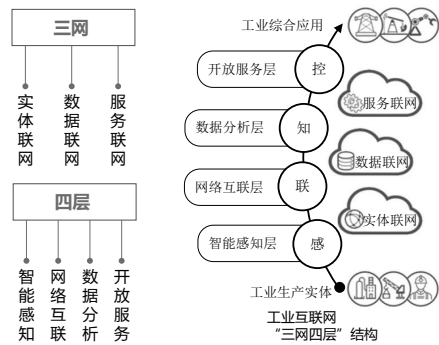 三网
实体联网
数据联网
服务联网
四层
智能感知
网络互联
数据分析
开放服务
工业综合应用
开放服务层
控
服务联网
数据分析层
知
数据联网
网络互联层
联
实体联网
智能感知层
感
工业生产实体
工业互联网
“三网四层”结构